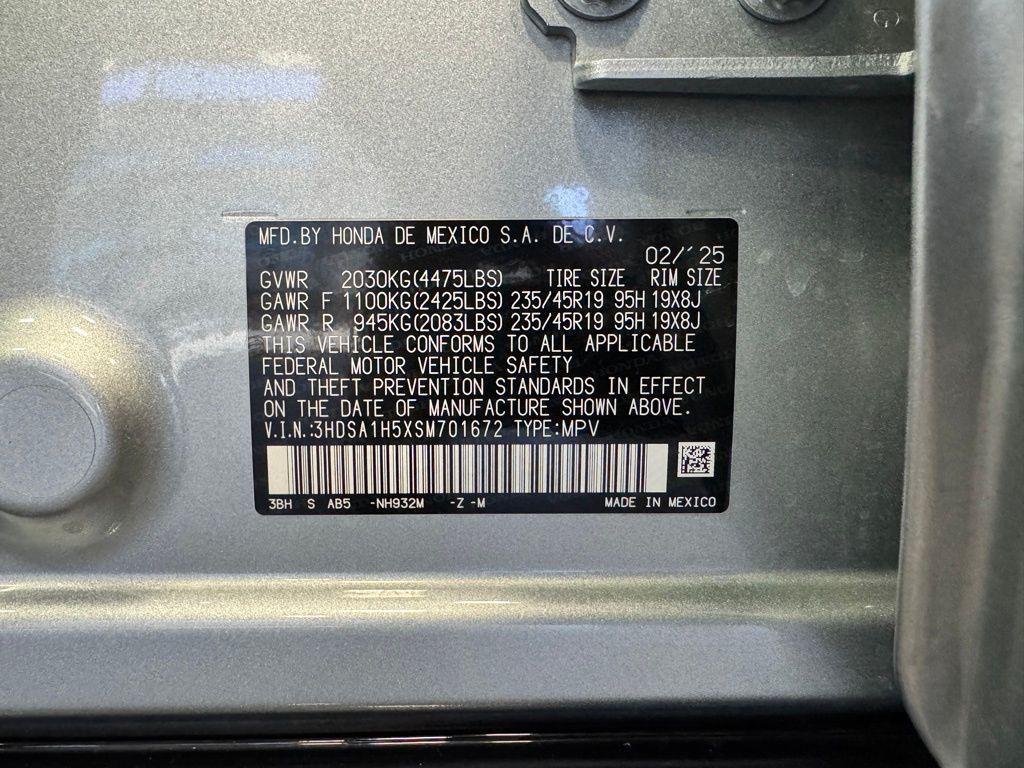 MFD.BY HONDA DE MEXICO S.A. DE C.V.
02/'25
GVWR 2030KG(4475LBS) TIRE SIZE RIM SIZE
GAWR F 1100KG(2425LBS) 235/45R19 95H 19X8J
GAWR R 945KG(2083LBS) 235/45R19 95H 19X8J
THIS VEHICLE CONFORMS TO ALL APPLICABLE
FEDERAL MOTOR VEHICLE SAFETY
AND THEFT PREVENTION STANDARDS IN EFFECT
ON THE DATE OF MANUFACTURE SHOWN ABOVE.
V.I.N.:3HDSA1H5XSM701672 TYPE:MPV
3BH S AB5 -NH932M -Z -M MADE IN MEXICO